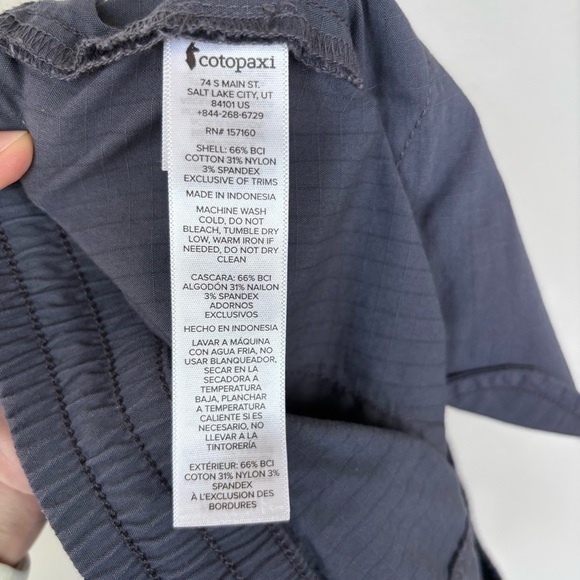 cotopaxi
74 S MAIN ST.
SALT LAKE CITY, UT
84101 US
+844-268-6729
RN# 157160
SHELL: 66% BCI
COTTON 31% NYLON
3% SPANDEX
EXCLUSIVE OF TRIMS
MADE IN INDONESIA
MACHINE WASH
COLD, DO NOT
BLEACH, TUMBLE DRY
LOW, WARM IRON IF
NEEDED, DO NOT DRY
CLEAN
CASCARA: 66% BCI
ALGODÓN 31% NAILON
3% SPANDEX
ADORNOS
EXCLUSIVOS
HECHO EN INDONESIA
LAVAR A MÁQUINA
CON AGUA FRIA, NO
USAR BLANQUEADOR,
SECAR EN LA
SECADORA A
TEMPERATURA
BAJA, PLANCHAR
A TEMPERATURA
CALIENTE SI ES
NECESARIO, NO
LLEVAR A LA
TINTORERÍA
EXTÉRIEUR: 66% BCI
COTON 31% NYLON 3%
SPANDEX
À L'EXCLUSION DES
BORDURES